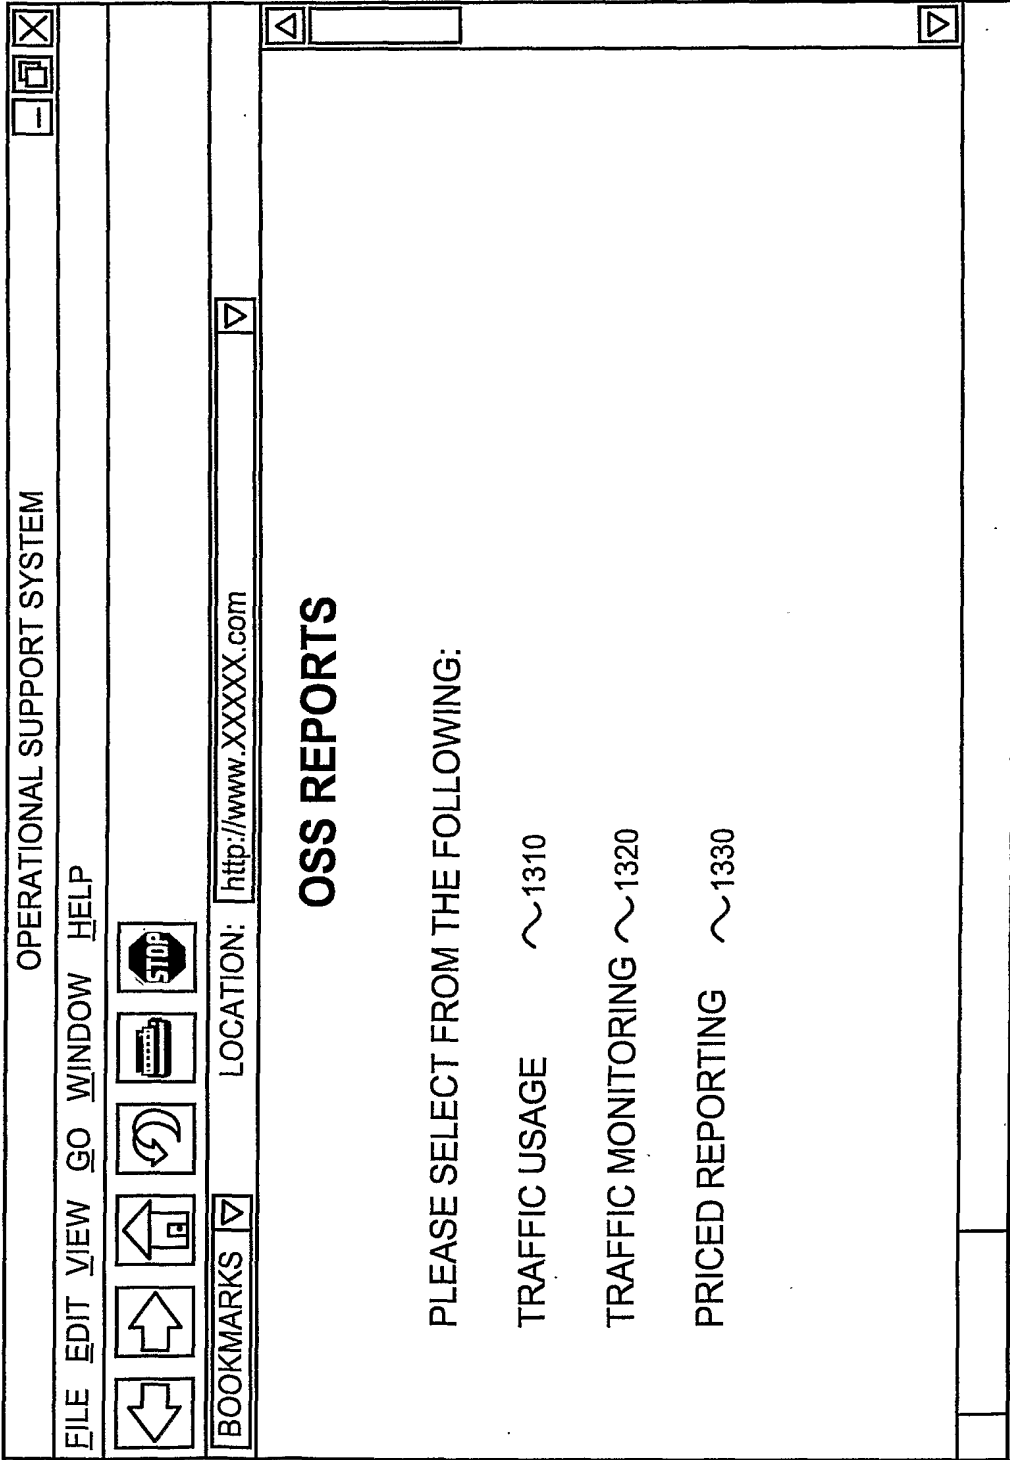 OPERATIONAL SUPPORT SYSTEM
FILE EDIT VIEW GO WINDOW HELP
STOP
BOOKMARKS LOCATION: http://www.XXXXX.com
OSS REPORTS
PLEASE SELECT FROM THE FOLLOWING:
TRAFFIC USAGE 1310
TRAFFIC MONITORING 1320
PRICED REPORTING 1330